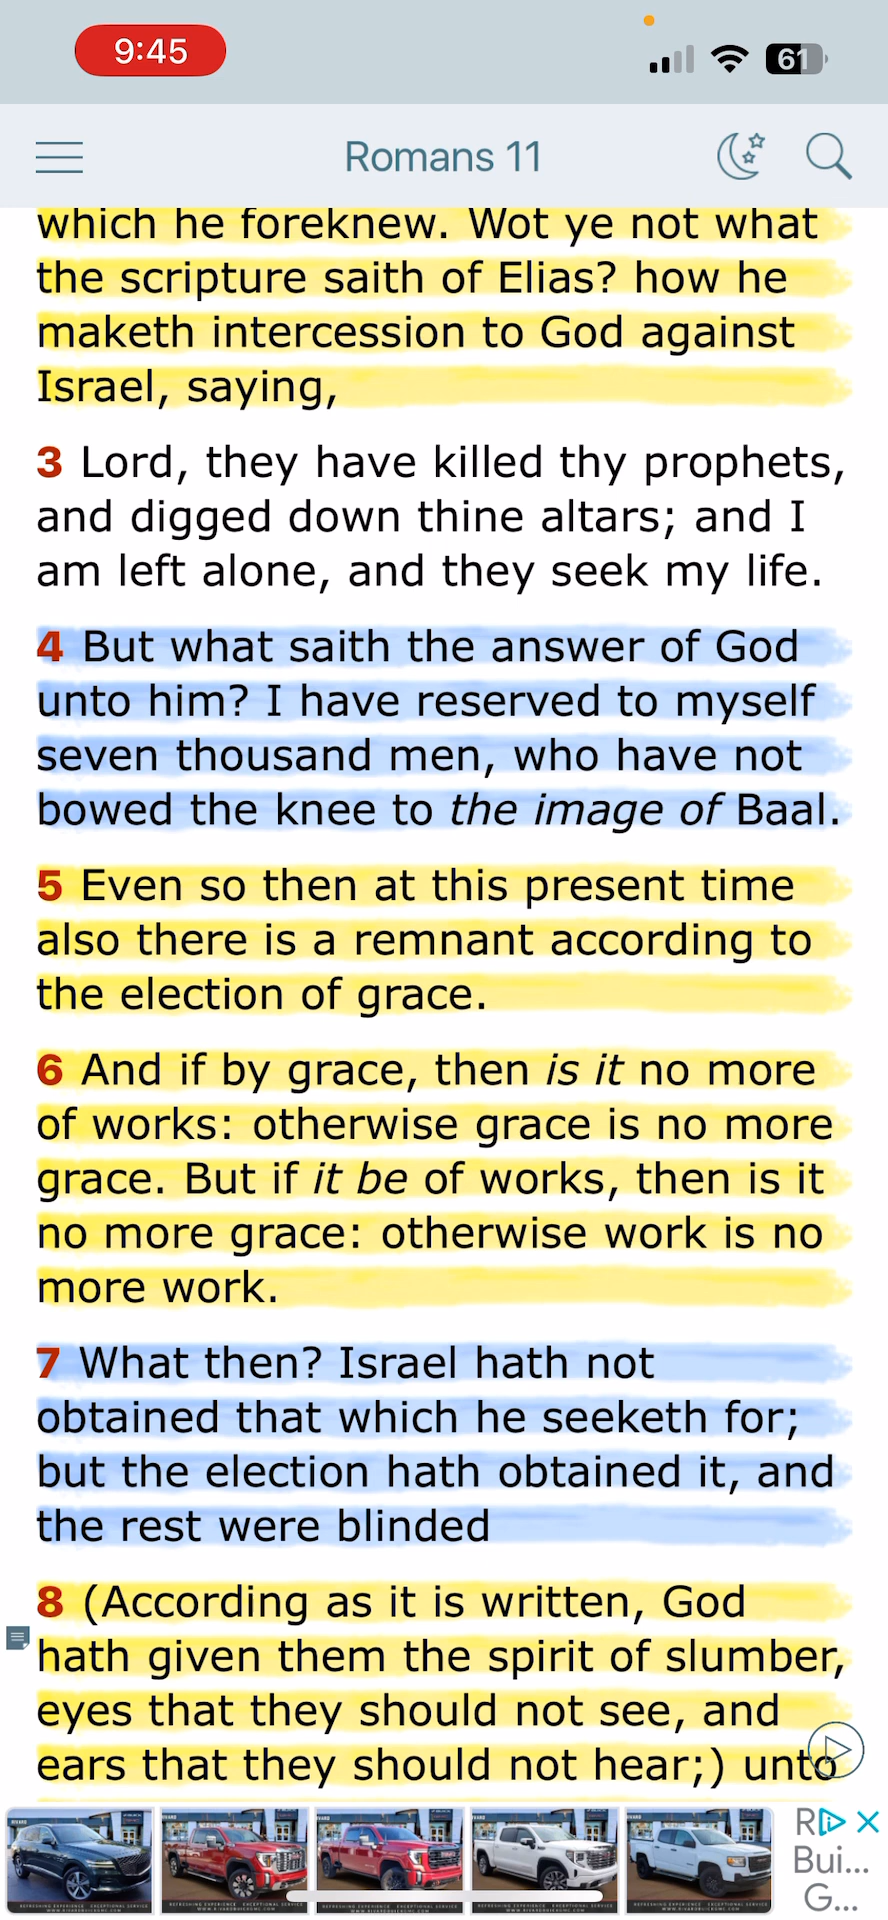 9:45
61
Romans 11
which he foreknew. Wot ye not what
the scripture saith of Elias? how he
maketh intercession to God against
Israel, saying,
3 Lord, they have killed thy prophets,
and digged down thine altars; and I
am left alone, and they seek my life.
4 But what saith the answer of God
unto him? I have reserved to myself
seven thousand men, who have not
bowed the knee to the image of Baal.
5 Even so then at this present time
also there is a remnant according to
the election of grace.
6 And if by grace, then is it no more
of works: otherwise grace is no more
grace. But if it be of works, then is it
no more grace: otherwise work is no
more work.
7 What then? Israel hath not
obtained that which he seeketh for;
but the election hath obtained it, and
the rest were blinded
8 (According as it is written, God
hath given them the spirit of slumber,
eyes that they should not see, and
ears that they should not hear;) unto
R
Bui...
G...